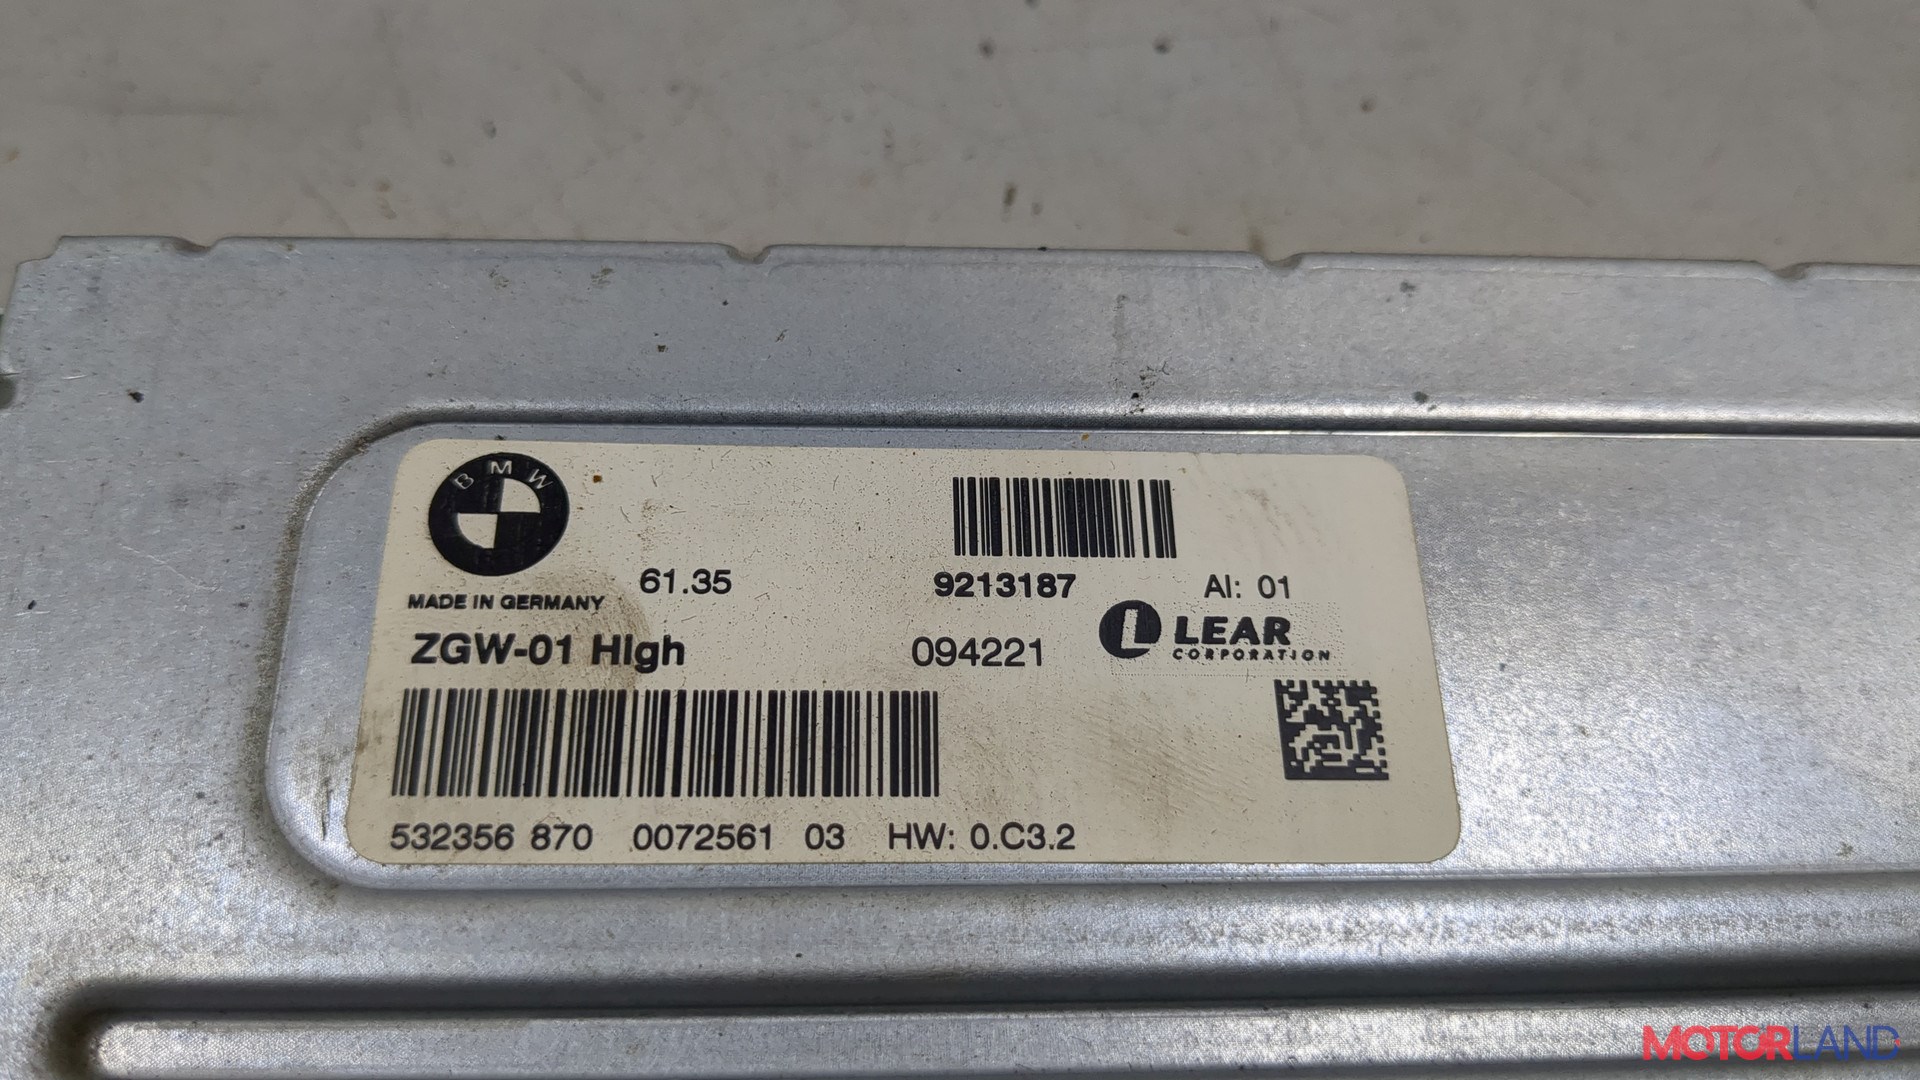 BMW
MADE IN GERMANY
61.35
9213187
AI: 01
ZGW-01 High
094221
LEAR
CORPORATION
532356 870 0072561 03 HW: 0.C3.2
MOTORLAND